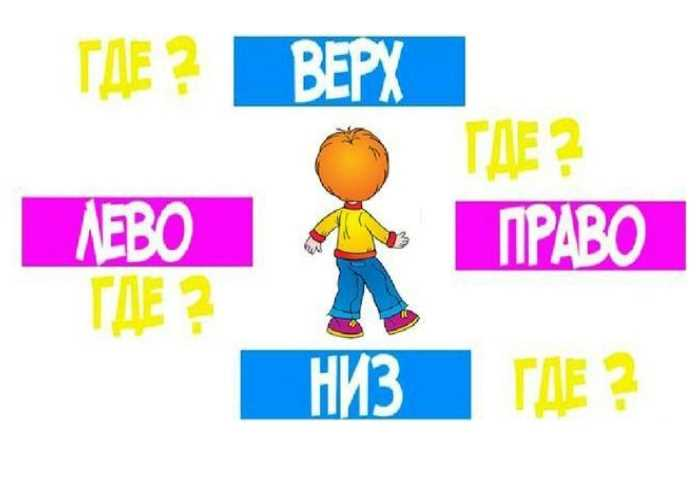 ГДЕ ?
ВЕРХ
ГДЕ ?
ЛЕВО
ПРАВО
ГДЕ ?
НИЗ
ГДЕ ?